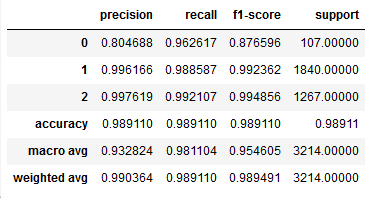 precision recall f1-score support
0 0.804688 0.962617 0.876596 107.00000
1 0.996166 0.988587 0.992362 1840.00000
2 0.997619 0.992107 0.994856 1267.00000
accuracy 0.989110 0.989110 0.989110 0.98911
macro avg 0.932824 0.981104 0.954605 3214.00000
weighted avg 0.990364 0.989110 0.989491 3214.00000